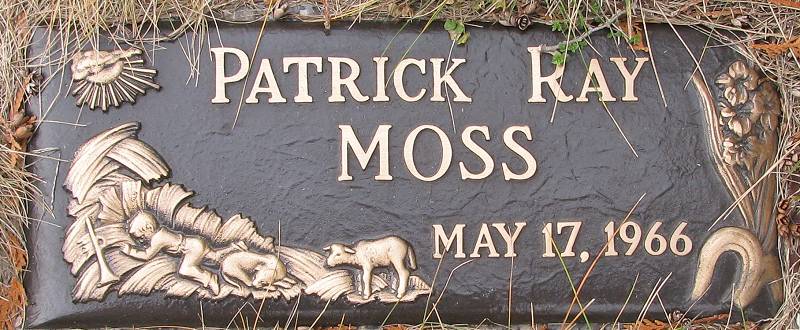 PATRICK RAY
MOSS
MAY 17, 1966